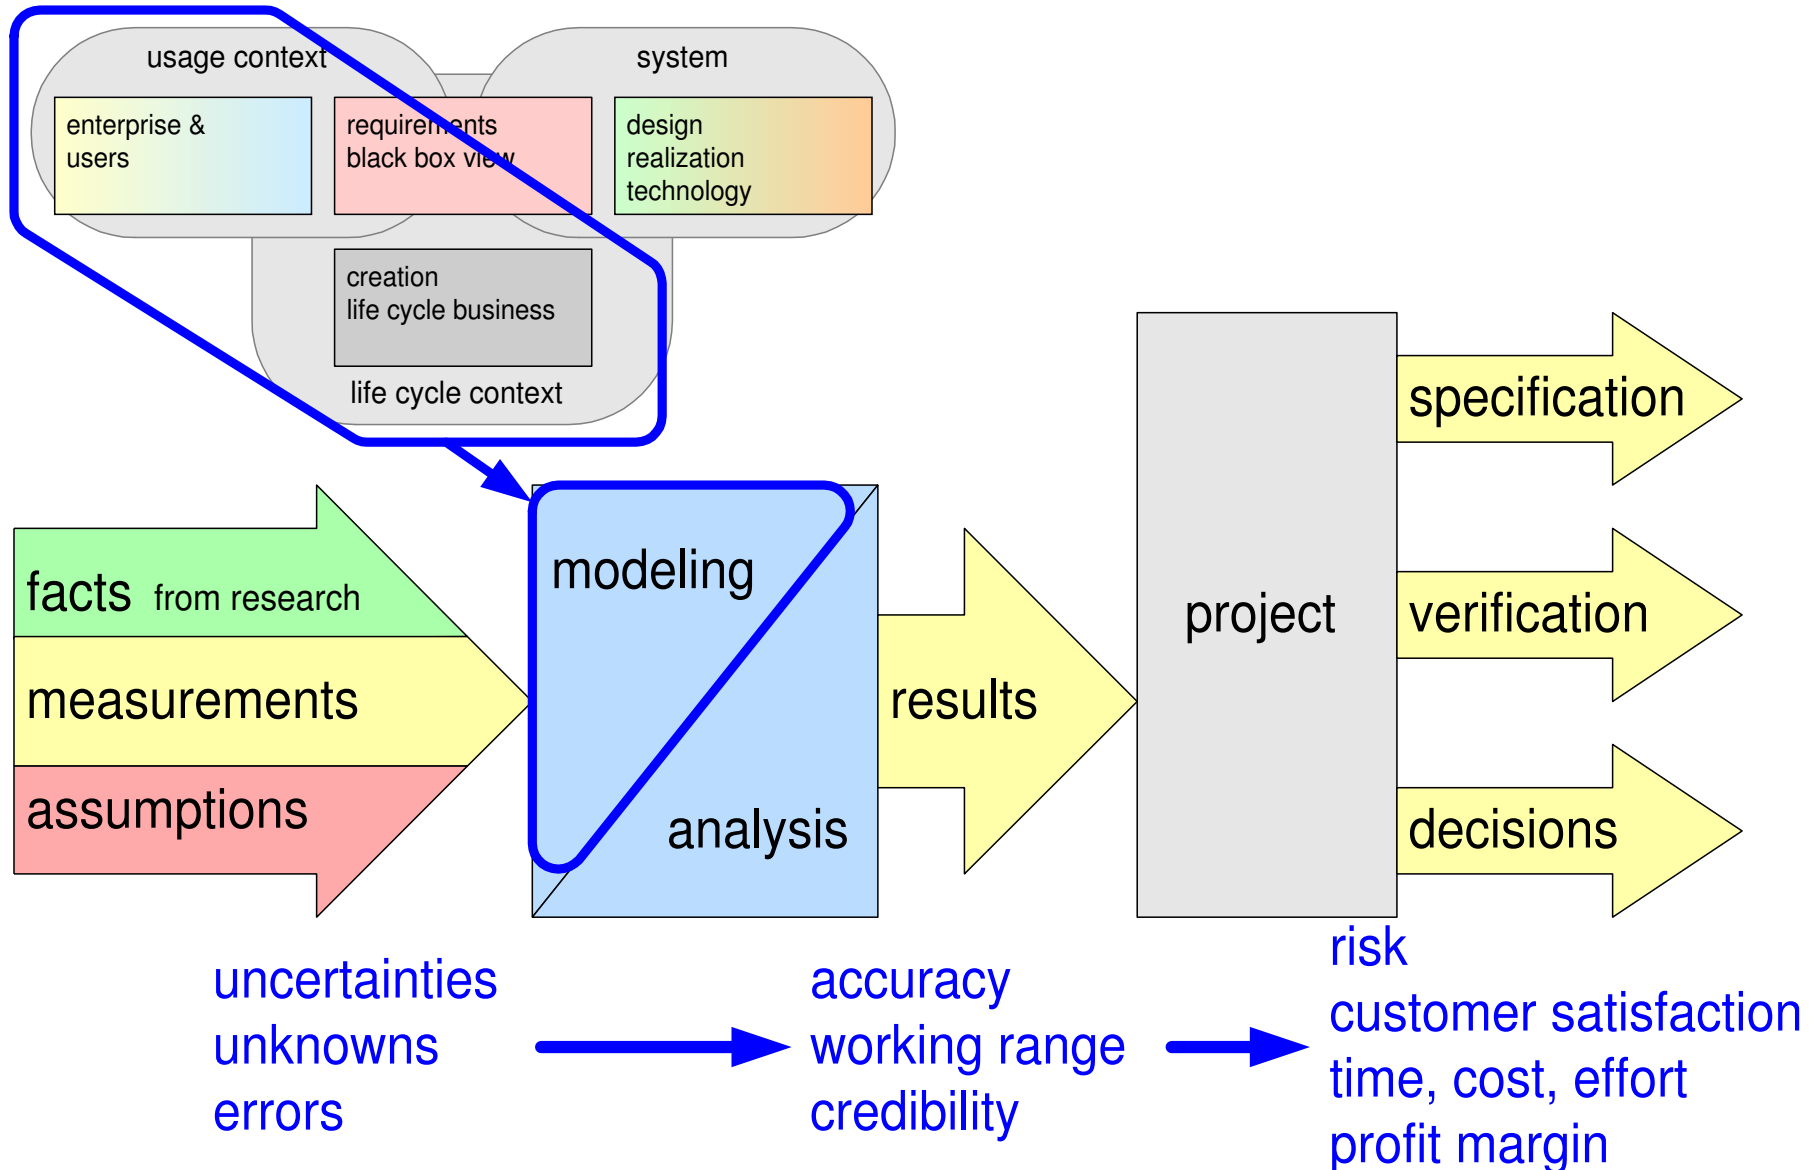 usage context
system
enterprise &
users
requirements
black box view
design
realization
technology
creation
life cycle business
life cycle context
facts from research
measurements
assumptions
modeling
analysis
results
project
specification
verification
decisions
uncertainties
unknowns
errors
accuracy
working range
credibility
risk
customer satisfaction
time, cost, effort
profit margin